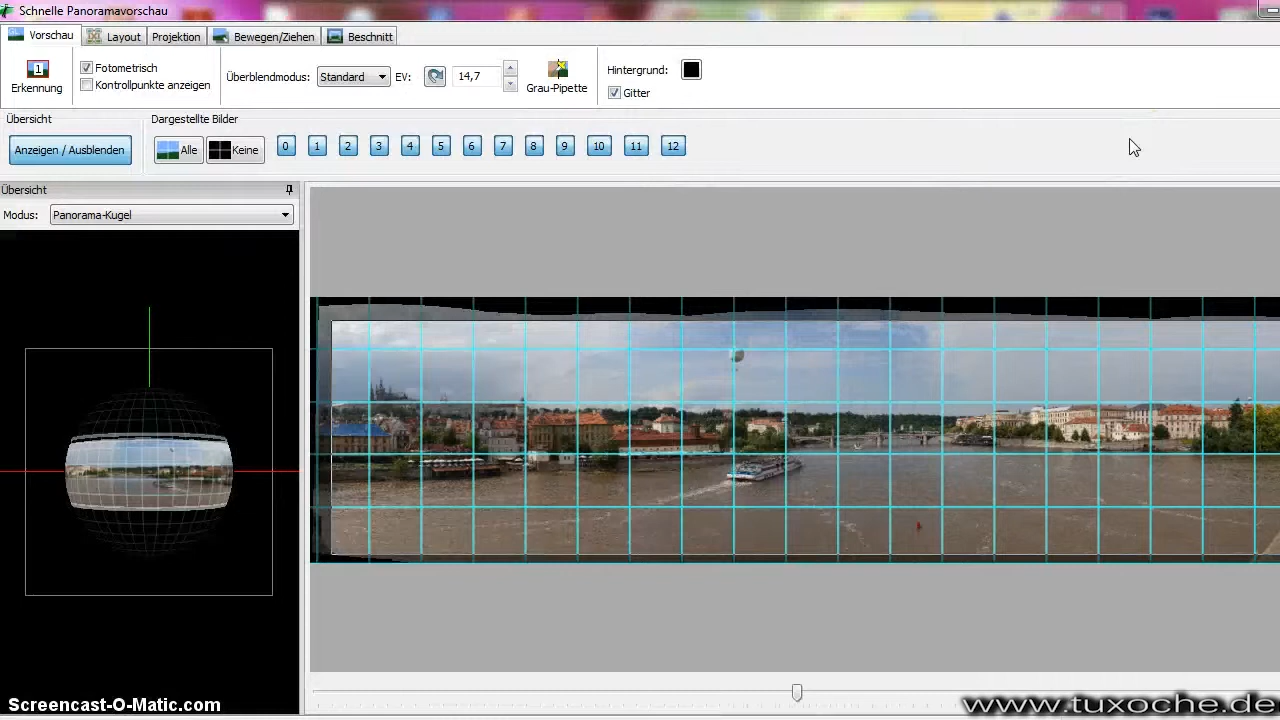 Schnelle Panoramavorschau
Vorschau Layout Projektion Bewegen/Ziehen Beschnitt
1
Erkennung
Fotometrisch
Kontrollpunkte anzeigen
Überblendmodus: Standard EV: 14,7
Grau-Pipette
Hintergrund:
Gitter
Übersicht Dargestellte Bilder
Anzeigen / Ausblenden Alle Keine 0 1 2 3 4 5 6 7 8 9 10 11 12
Übersicht
Modus: Panorama-Kugel
Screencast-O-Matic.com
www.tuxoche.de